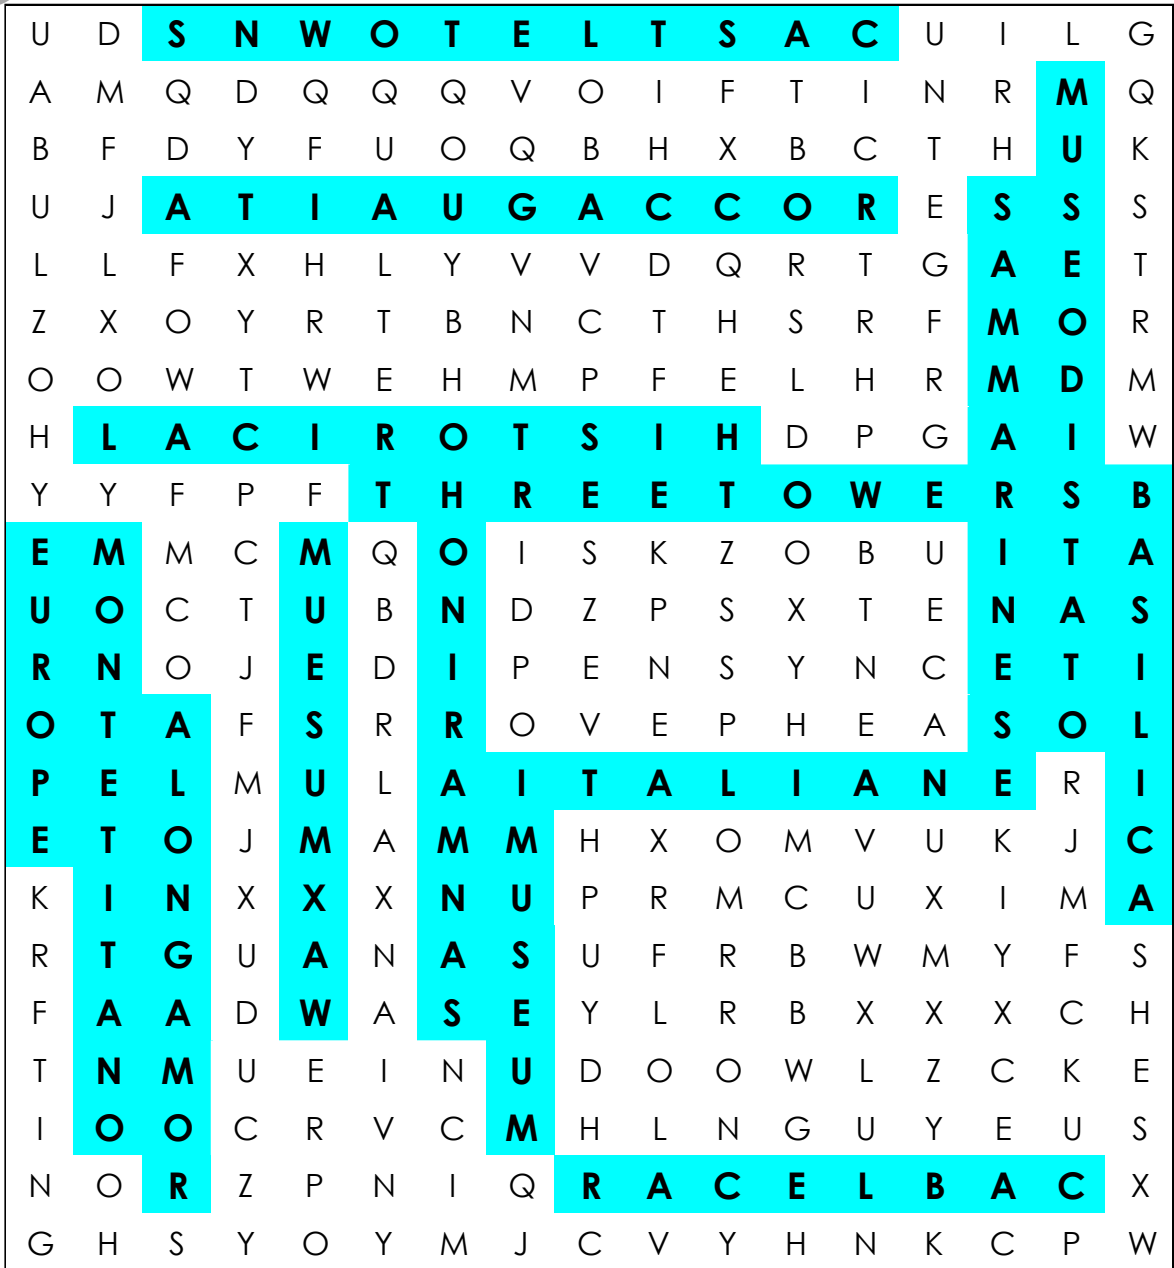 U D S N W O T E L T S A C U I L G
A M Q D Q Q Q V O I F T I N R M Q
B F D Y F U O Q B H X B C T H U K
U J A T I A U G A C C O R E S S S
L L F X H L Y V V D Q R T G A E T
Z X O Y R T B N C T H S R F M O R
O O W T W E H M P F E L H R M D M
H L A C I R O T S I H D P G A I W
Y Y F P F T H R E E T O W E R S B
E M M C M Q O I S K Z O B U I T A
U O C T U B N D Z P S X T E N A S
R N O J E D I P E N S Y N C E T I
O T A F S R R O V E P H E A S O L
P E L M U L A I T A L I A N E R I
E T O J M A M M H X O M V U K J C
K I N X X X N U P R M C U X I M A
R T G U A N A S U F R B W M Y F S
F A A D W A S E Y L R B X X X C H
T N M U E I N U D O O W L Z C K E
I O O C R V C M H L N G U Y E U S
N O R Z P N I Q R A C E L B A C X
G H S Y O Y M J C V Y H N K C P W